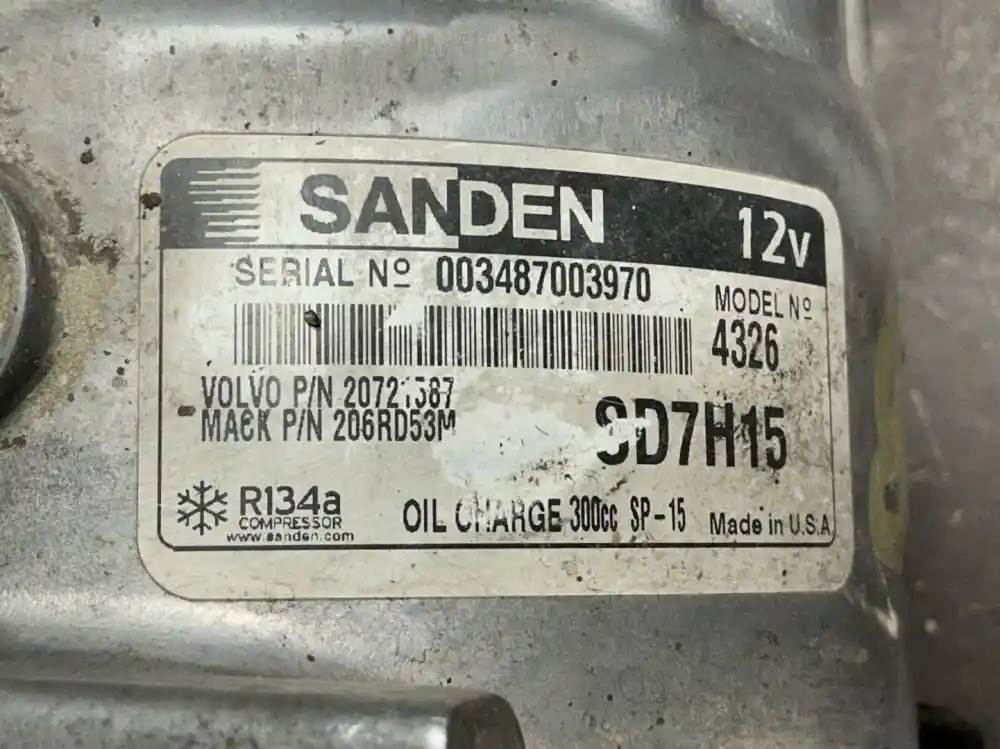 SANDEN
12v
SERIAL Nº 003487003970
MODEL Nº
4326
VOLVO P/N
MACK P/N 206RD53M
SD7H15
R134a
COMPRESSOR
www.sanden.com
OIL CHARGE 300cc SP-15
Made in U.S.A